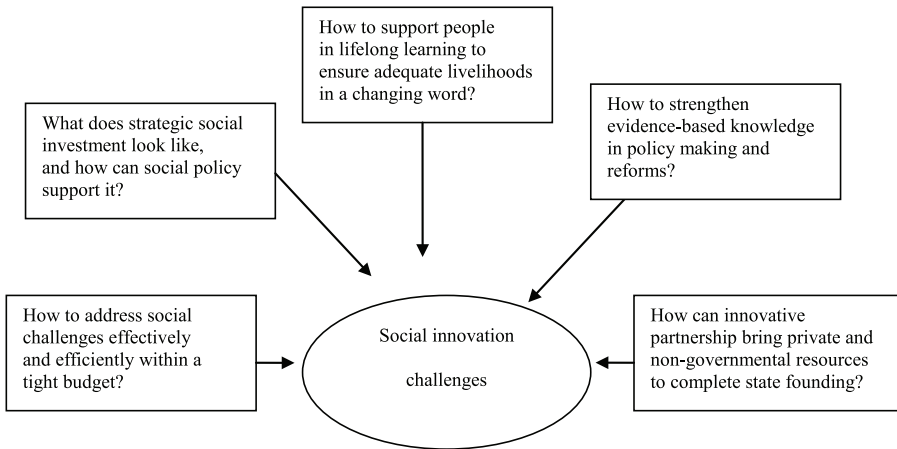 How to support people
in lifelong learning to
ensure adequate livelihoods
in a changing word?
What does strategic social
investment look like,
and how can social policy
support it?
How to strengthen
evidence-based knowledge
in policy making and
reforms?
How to address social
challenges effectively
and efficiently within a
tight budget?
Social innovation
challenges
How can innovative
partnership bring private and
non-governmental resources
to complete state founding?